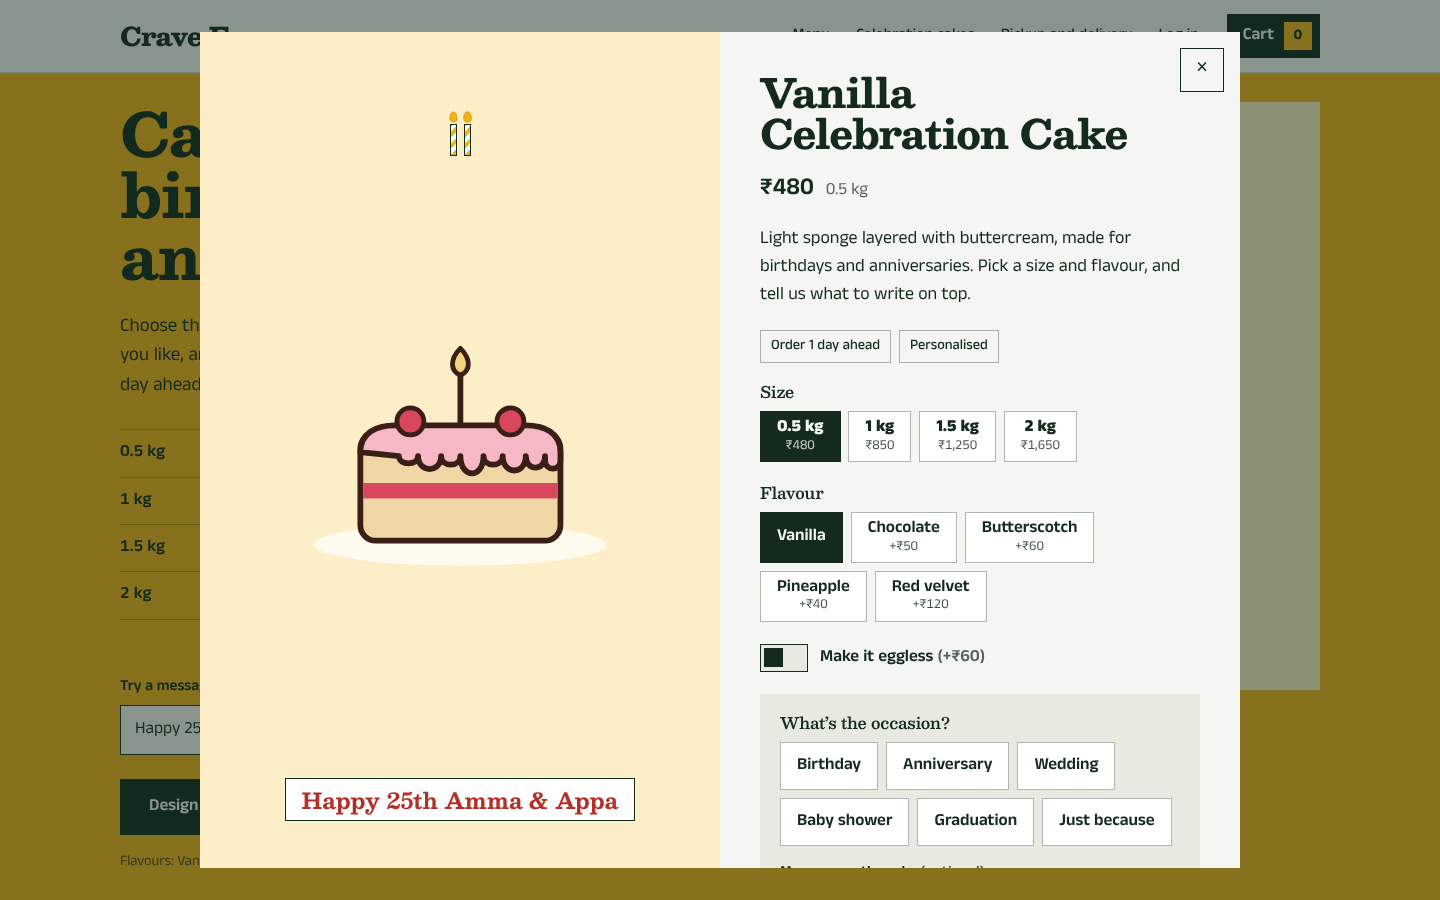 Crave
Cart 0
Ca
bir
an
Choose th
you like, a
day ahead
0.5 kg
1 kg
1.5 kg
2 kg
Try a messa
Happy 25
Design
Flavours: Van
Happy 25th Amma & Appa
×
Vanilla
Celebration Cake
₹480 0.5 kg
Light sponge layered with buttercream, made for
birthdays and anniversaries. Pick a size and flavour, and
tell us what to write on top.
Order 1 day ahead Personalised
Size
0.5 kg 1 kg 1.5 kg 2 kg
₹480 ₹850 ₹1,250 ₹1,650
Flavour
Vanilla Chocolate Butterscotch
+₹50 +₹60
Pineapple Red velvet
+₹40 +₹120
Make it eggless (+₹60)
What's the occasion?
Birthday Anniversary Wedding
Baby shower Graduation Just because